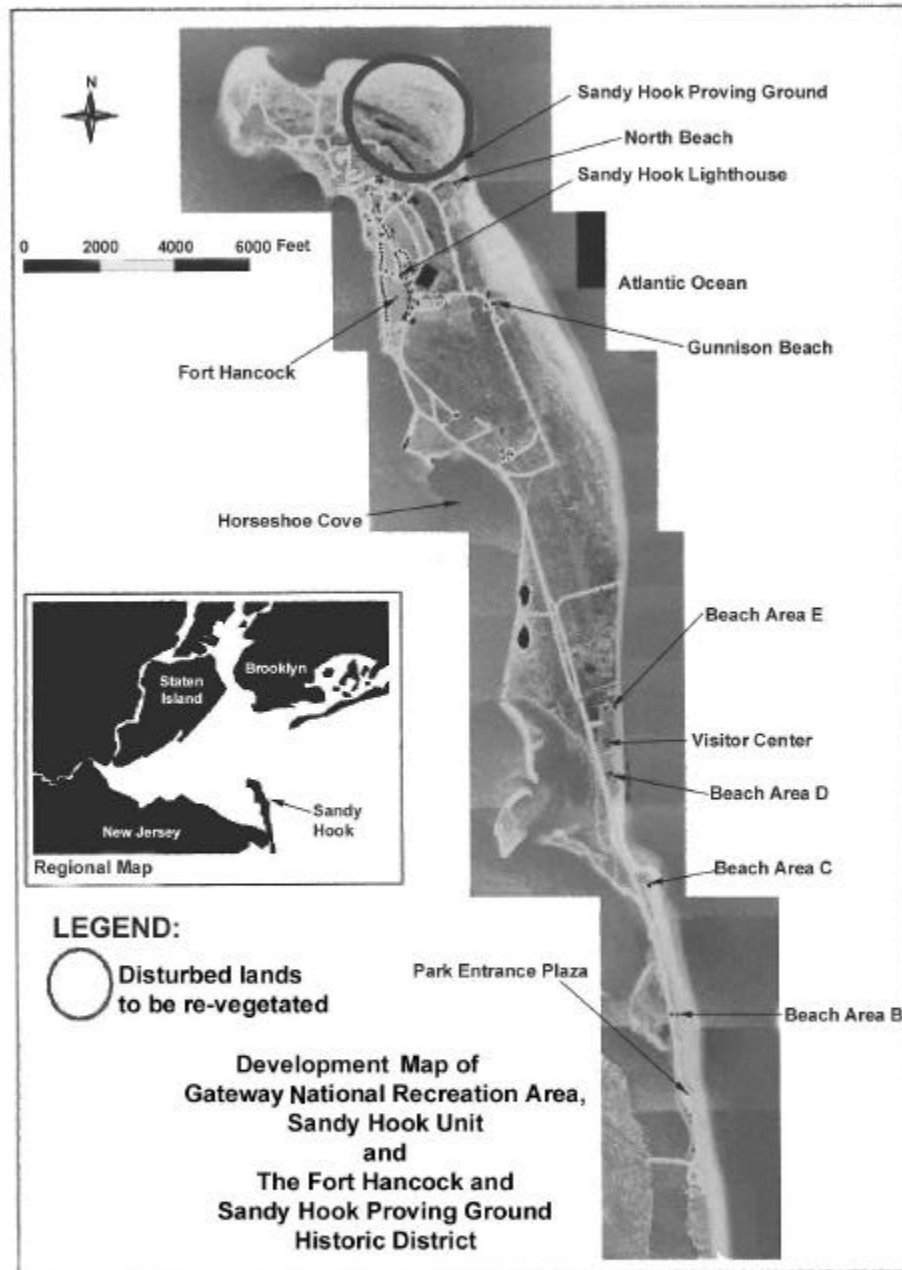 N
Sandy Hook Proving Ground
North Beach
Sandy Hook Lighthouse
0 2000 4000 6000 Feet
Atlantic Ocean
Gunnison Beach
Fort Hancock
Horseshoe Cove
Beach Area E
Visitor Center
Beach Area D
Beach Area C
Park Entrance Plaza
Beach Area B
Staten
Island
Brooklyn
New Jersey
Sandy
Hook
Regional Map
LEGEND:
Disturbed lands
to be re-vegetated
Development Map of
Gateway National Recreation Area,
Sandy Hook Unit
and
The Fort Hancock and
Sandy Hook Proving Ground
Historic District